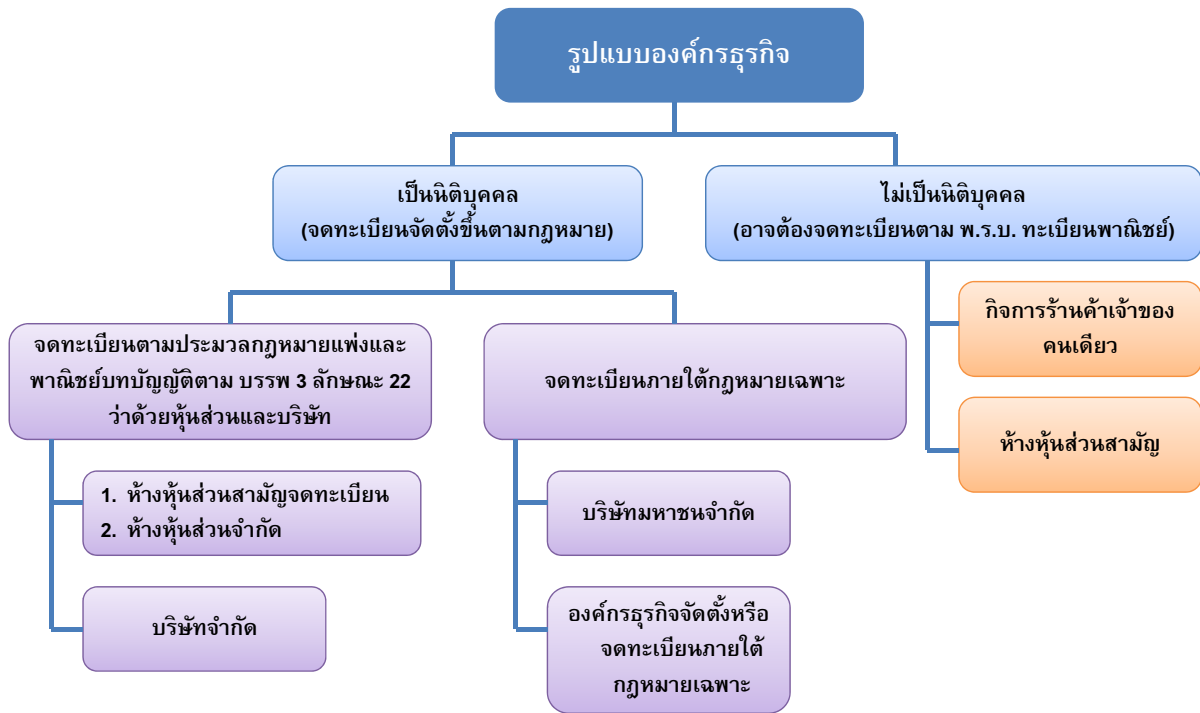 รูปแบบองค์กรธุรกิจ
เป็นนิติบุคคล
(จดทะเบียนจัดตั้งขึ้นตามกฎหมาย)
ไม่เป็นนิติบุคคล
(อาจต้องจดทะเบียนตาม พ.ร.บ. ทะเบียนพาณิชย์)
จดทะเบียนตามประมวลกฎหมายแพ่งและ
พาณิชย์บทบัญญัติตาม บรรพ 3 ลักษณะ 22
ว่าด้วยหุ้นส่วนและบริษัท
1. ห้างหุ้นส่วนสามัญจดทะเบียน
2. ห้างหุ้นส่วนจำกัด
บริษัทจำกัด
จดทะเบียนภายใต้กฎหมายเฉพาะ
บริษัทมหาชนจำกัด
องค์กรธุรกิจจัดตั้งหรือ
จดทะเบียนภายใต้
กฎหมายเฉพาะ
กิจการร้านค้าเจ้าของ
คนเดียว
ห้างหุ้นส่วนสามัญ